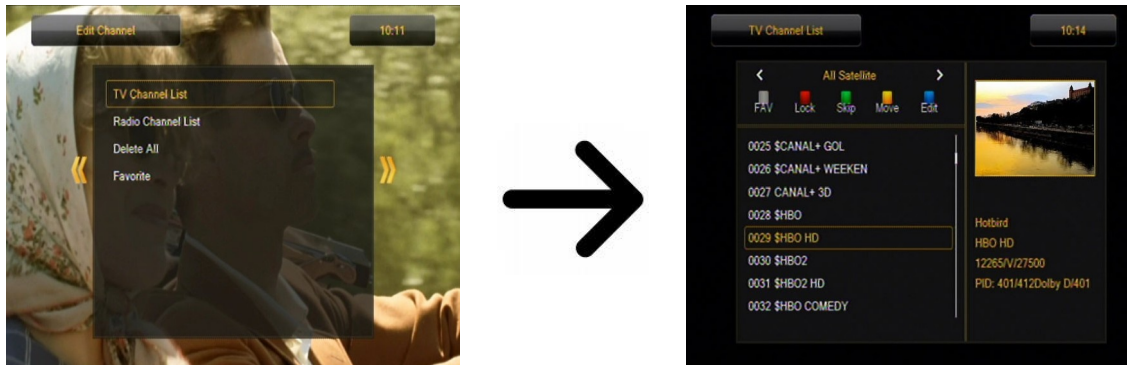 Edit Channel
10:11
TV Channel List
Radio Channel List
Delete All
Favorite
TV Channel List
10:14
All Satellite
FAV Lock Skip Move Edit
0025 $CANAL+ GOL
0026 $CANAL+ WEEKEN
0027 CANAL+ 3D
0028 $HBO
0029 $HBO HD
0030 $HBO2
0031 $HBO2 HD
0032 $HBO COMEDY
Hotbird
HBO HD
12265/V/27500
PID: 401/412Dolby D/401